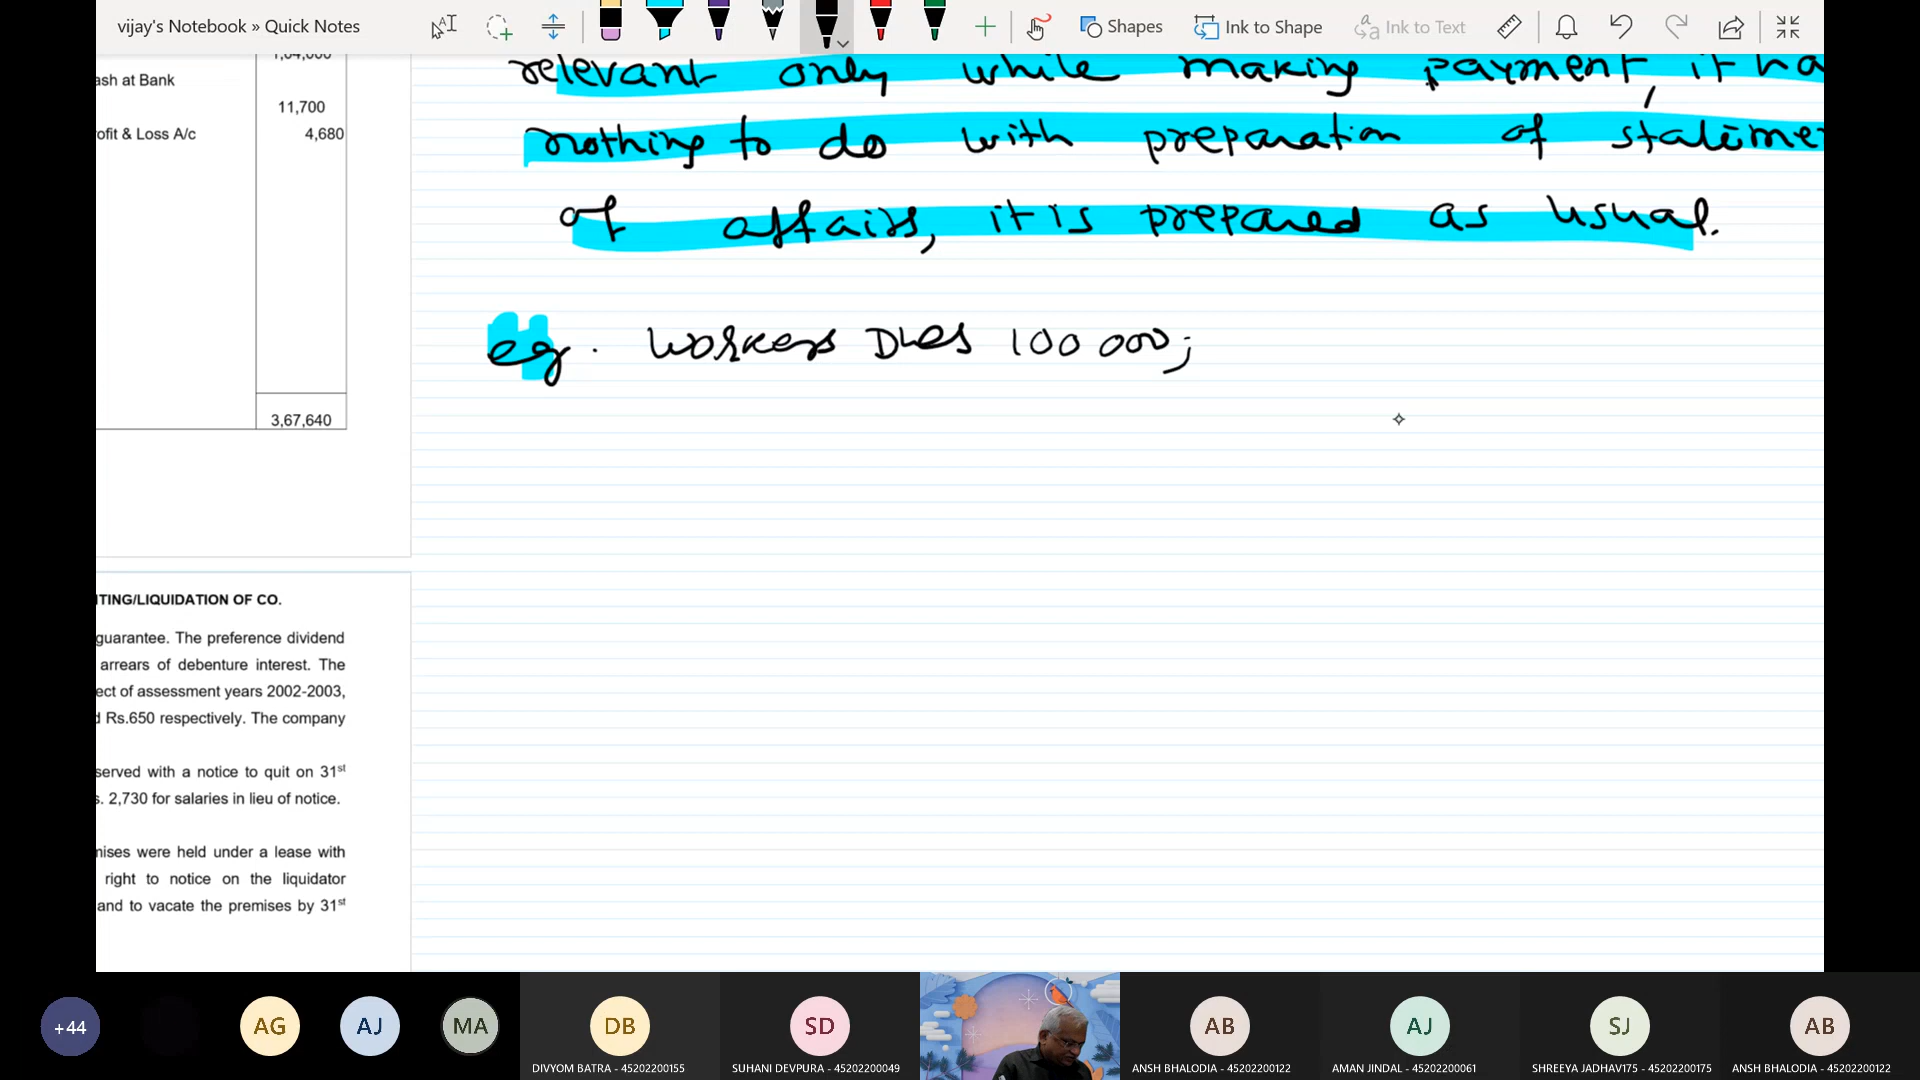 vijay's Notebook » Quick Notes
Shapes
Ink to Shape
Ink to Text
ash at Bank
11,700
ofit & Loss A/c 4,680
3,67,640
relevant only while making payment, it ha
nothing to do with preparation of stateme
of affairs, it is prepared as usual.
eg. Workers Dues 100 000;
ITING/LIQUIDATION OF CO.
guarantee. The preference dividend
arrears of debenture interest. The
ect of assessment years 2002-2003,
d Rs.650 respectively. The company
served with a notice to quit on 31st
s. 2,730 for salaries in lieu of notice.
mises were held under a lease with
right to notice on the liquidator
and to vacate the premises by 31st
+44
AG
AJ
MA
DB
SD
AB
AJ
SJ
AB
DIVYOM BATRA - 45202200155
SUHANI DEVPURA - 45202200049
ANSH BHALODIA - 45202200122
AMAN JINDAL - 45202200061
SHREEYA JADHAV175 - 45202200175
ANSH BHALODIA - 45202200122